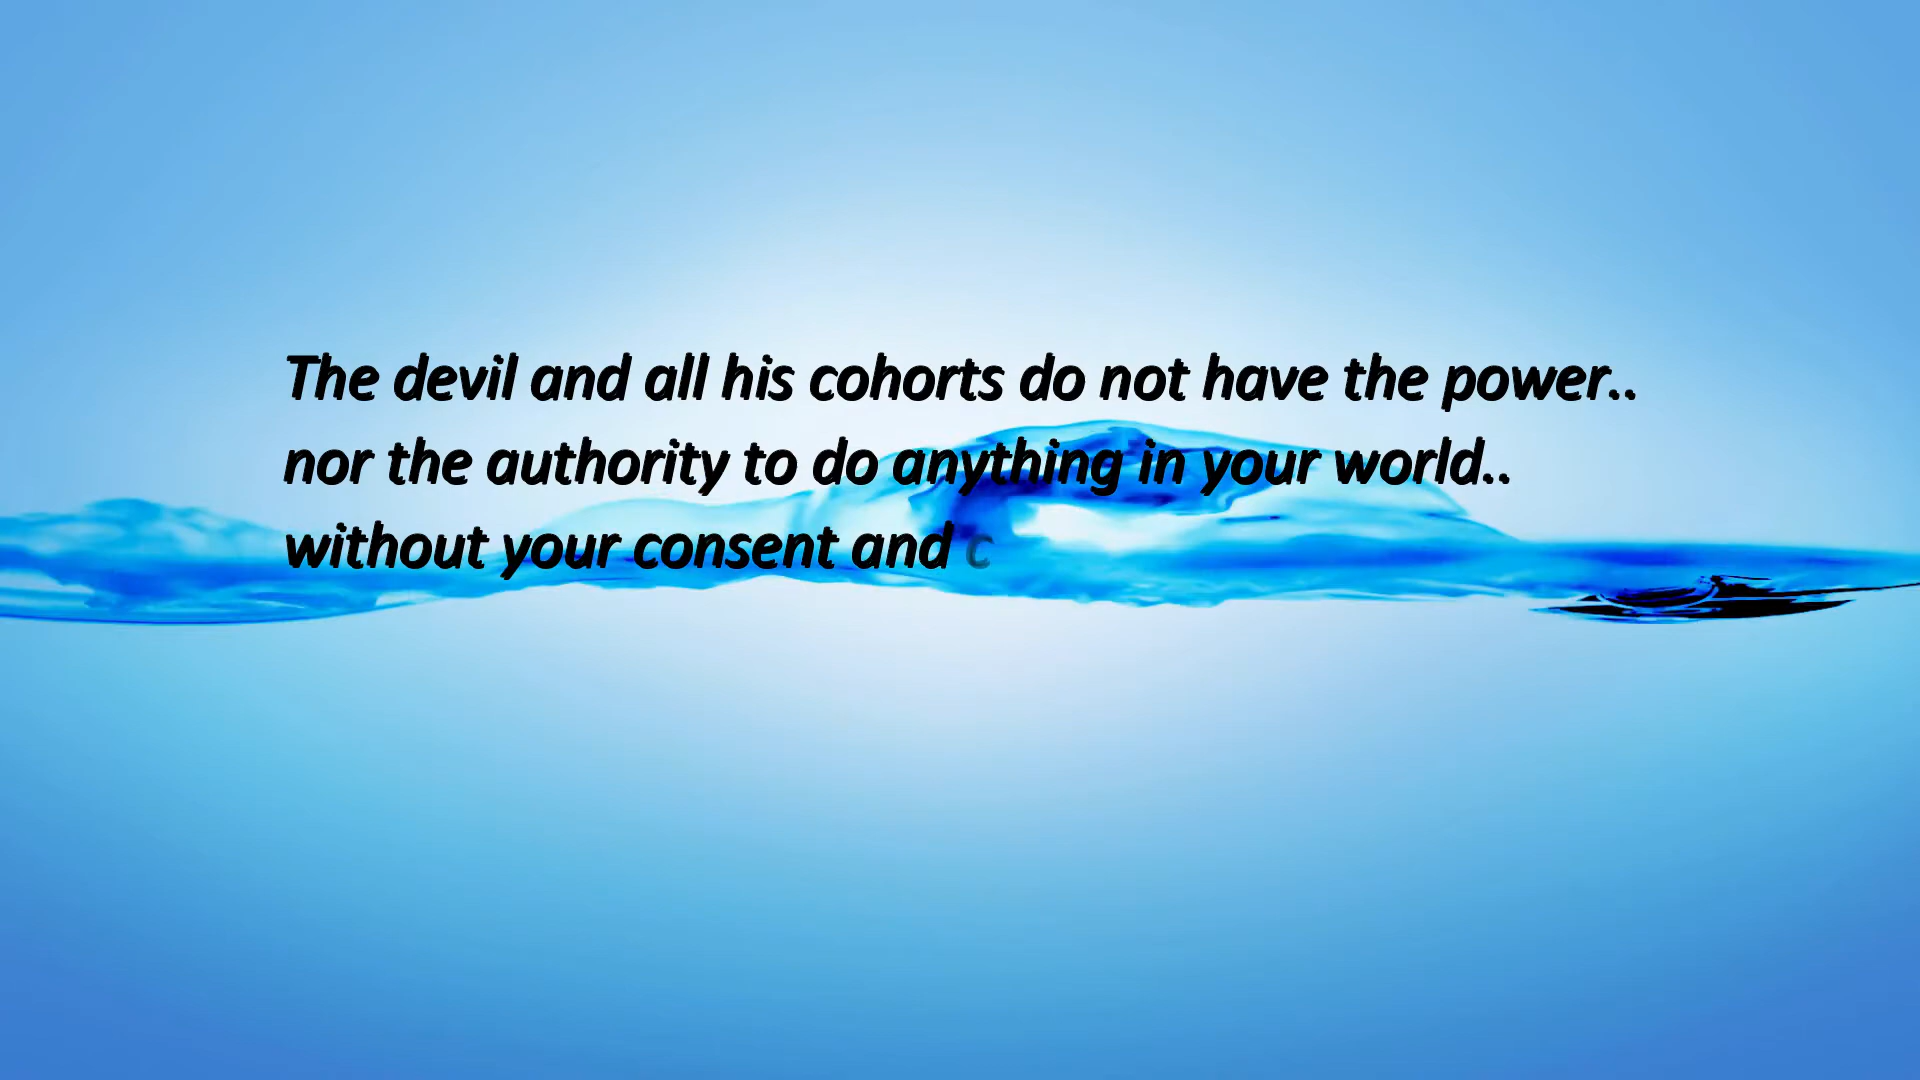 The devil and all his cohorts do not have the power..
nor the authority to do anything in your world..
without your consent and c